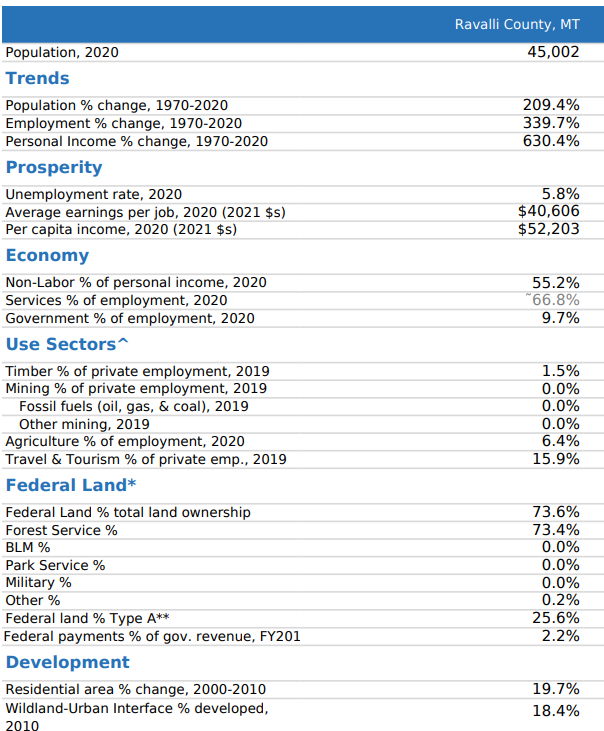 Ravalli County, MT
Population, 2020 45,002
Trends
Population % change, 1970-2020 209.4%
Employment % change, 1970-2020 339.7%
Personal Income % change, 1970-2020 630.4%
Prosperity
Unemployment rate, 2020 5.8%
Average earnings per job, 2020 (2021 $s) $40,606
Per capita income, 2020 (2021 $s) $52,203
Economy
Non-Labor % of personal income, 2020 55.2%
Services % of employment, 2020 ˜66.8%
Government % of employment, 2020 9.7%
Use Sectors^
Timber % of private employment, 2019 1.5%
Mining % of private employment, 2019 0.0%
Fossil fuels (oil, gas, & coal), 2019 0.0%
Other mining, 2019 0.0%
Agriculture % of employment, 2020 6.4%
Travel & Tourism % of private emp., 2019 15.9%
Federal Land*
Federal Land % total land ownership 73.6%
Forest Service % 73.4%
BLM % 0.0%
Park Service % 0.0%
Military % 0.0%
Other % 0.2%
Federal land % Type A** 25.6%
Federal payments % of gov. revenue, FY201 2.2%
Development
Residential area % change, 2000-2010 19.7%
Wildland-Urban Interface % developed, 18.4%
2010